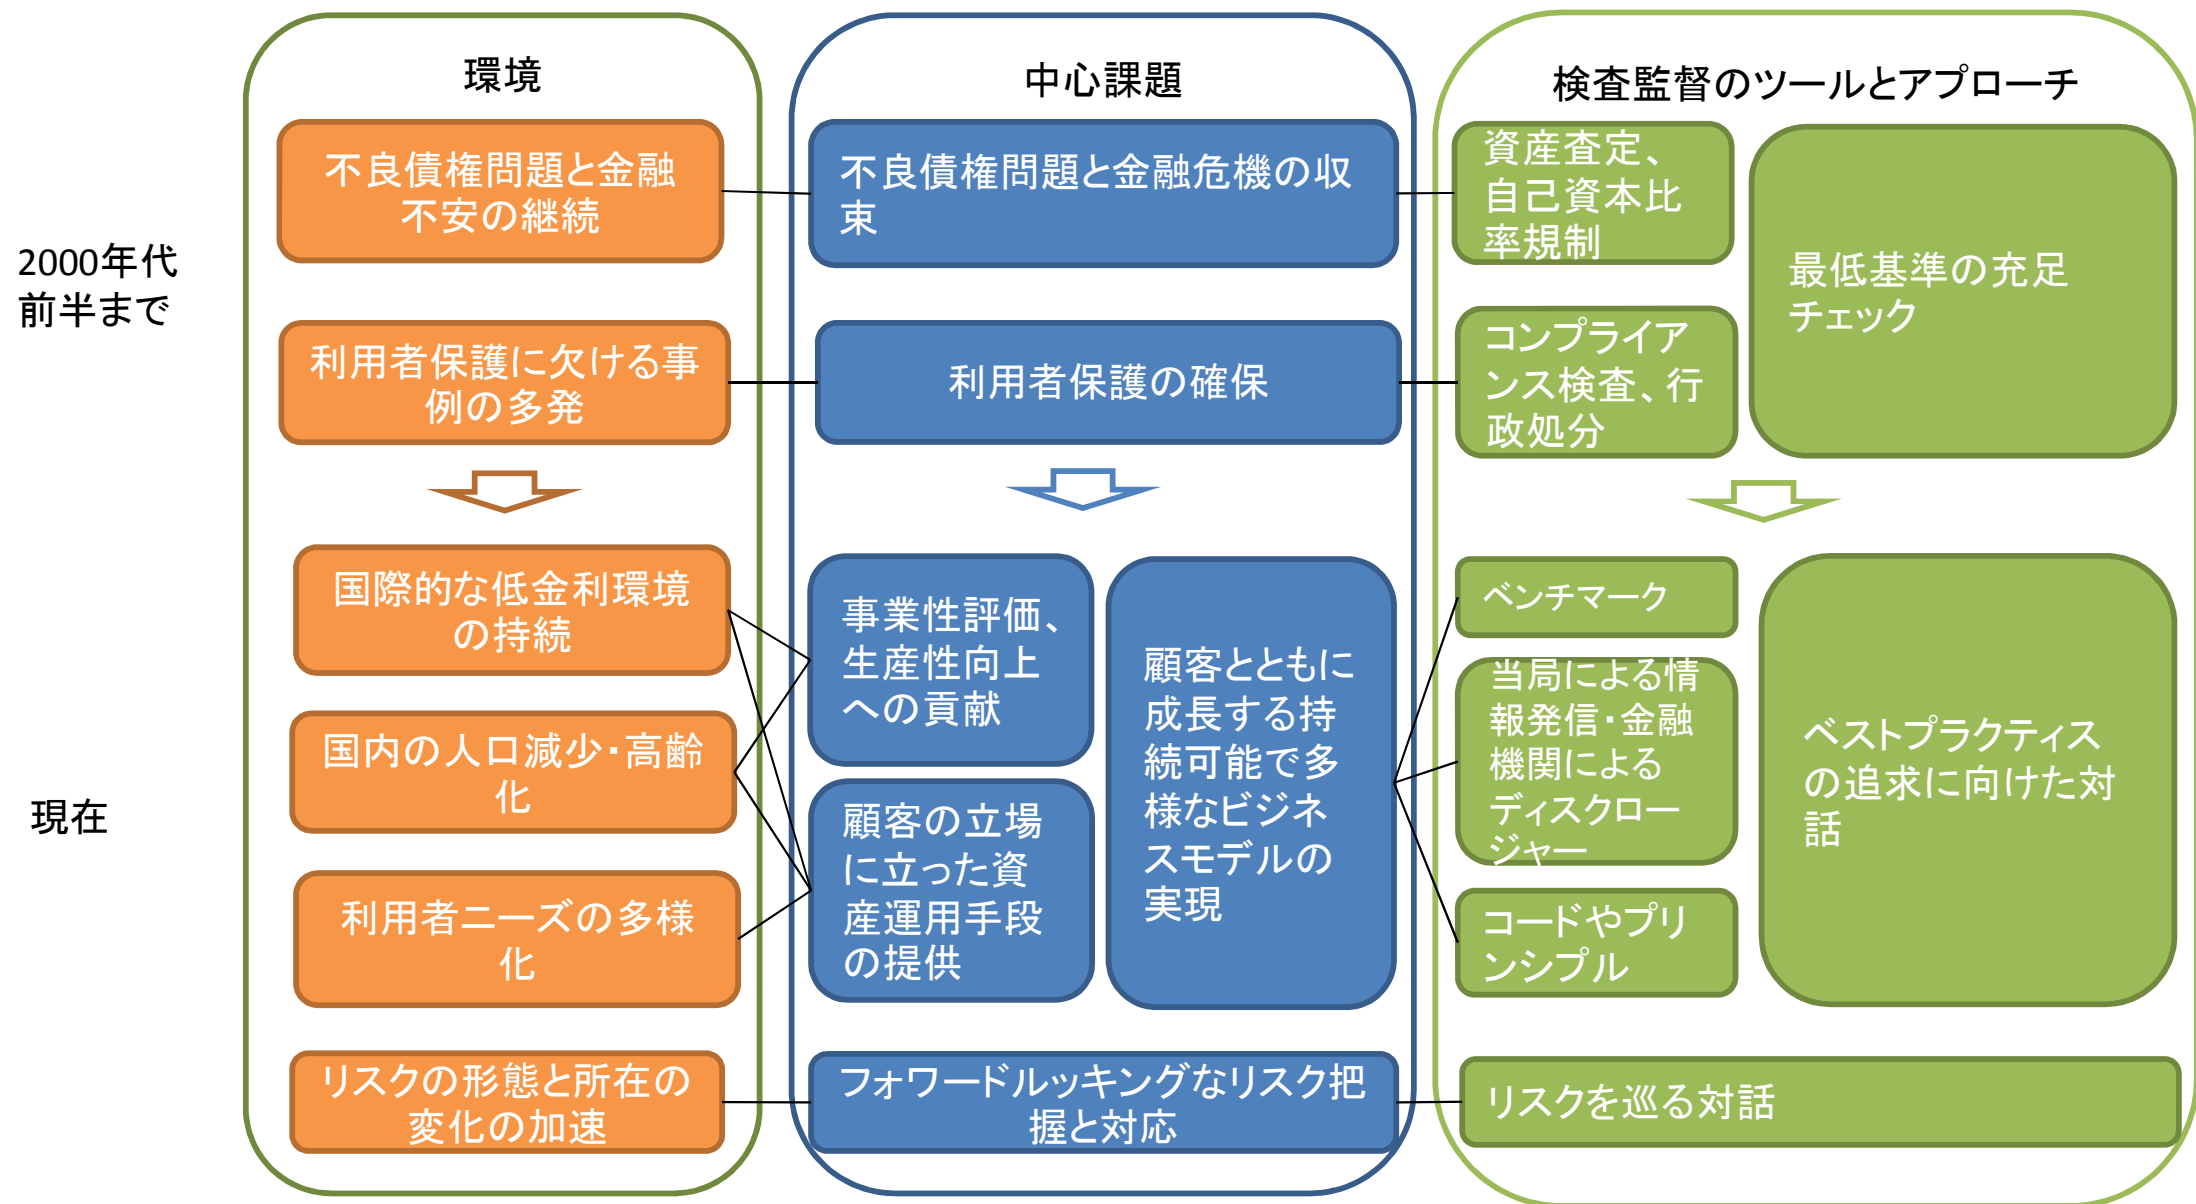 環境
中心課題
検査監督のツールとアプローチ
2000年代
前半まで
不良債権問題と金融
不安の継続
不良債権問題と金融危機の収
束
資産査定、
自己資本比
率規制
最低基準の充足
チェック
利用者保護に欠ける事
例の多発
利用者保護の確保
コンプライア
ンス検査、行
政処分
現在
国際的な低金利環境
の持続
国内の人口減少・高齢
化
利用者ニーズの多様
化
事業性評価、
生産性向上
への貢献
顧客の立場
に立った資
産運用手段
の提供
顧客とともに
成長する持
続可能で多
様なビジネ
スモデルの
実現
ベンチマーク
当局による情
報発信・金融
機関による
ディスクロー
ジャー
コードやプリ
ンシプル
ベストプラクティス
の追求に向けた対
話
リスクの形態と所在の
変化の加速
フォワードルッキングなリスク把
握と対応
リスクを巡る対話